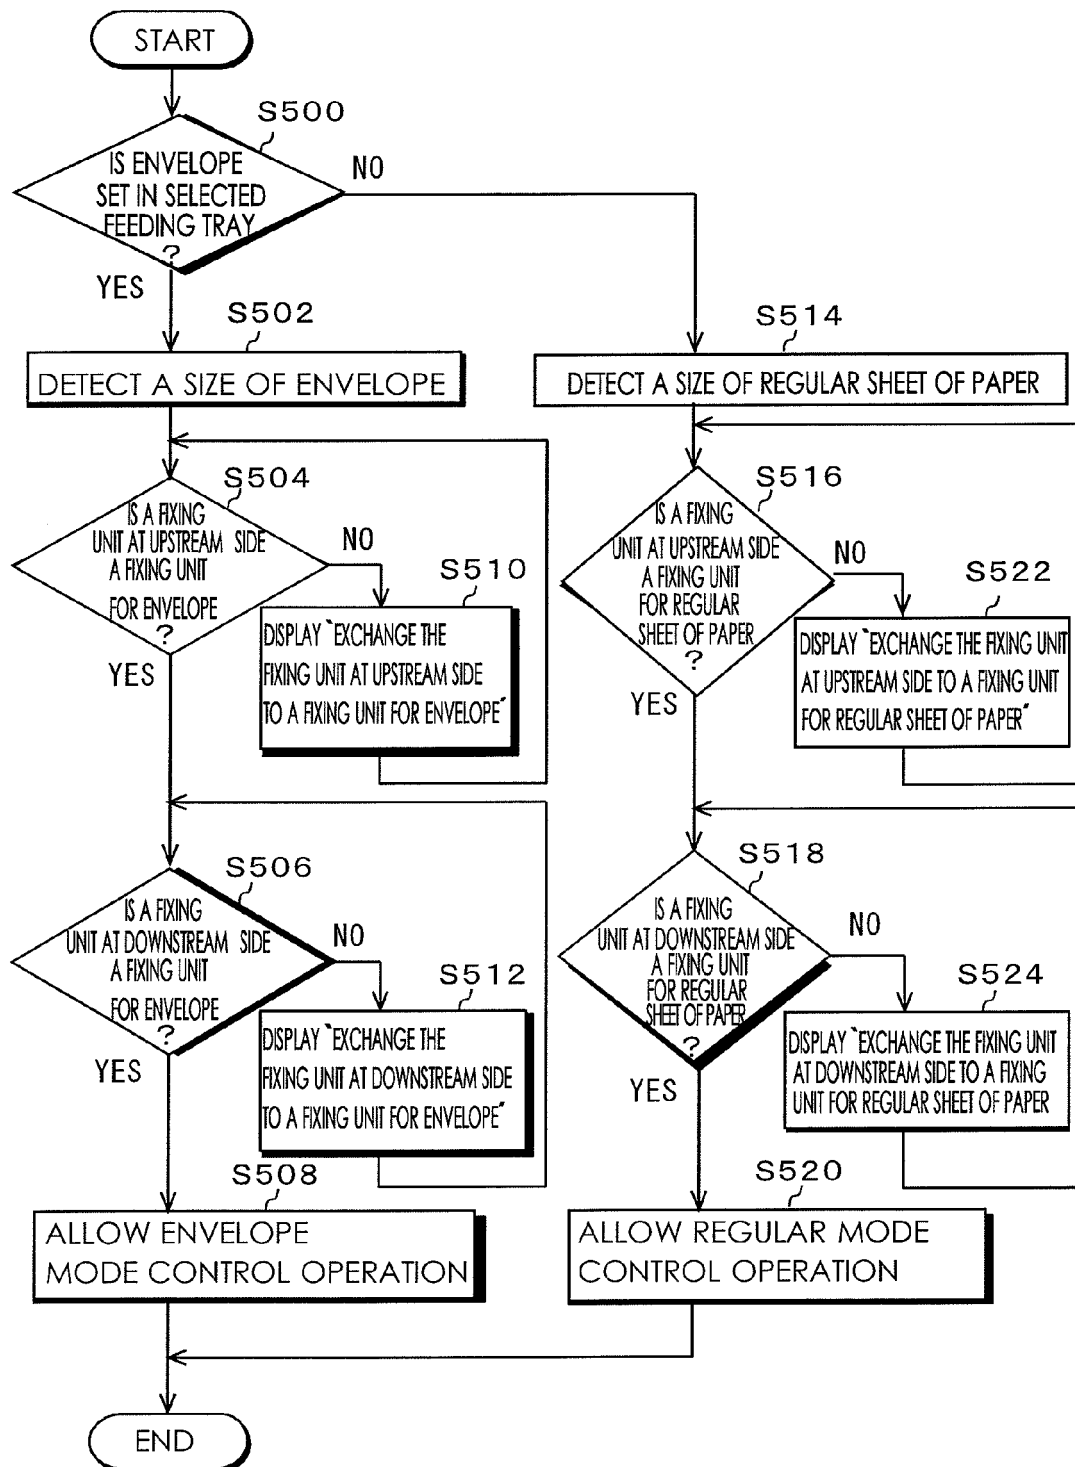 START
S500
IS ENVELOPE
SET IN SELECTED
FEEDING TRAY
?
NO
YES
S502
DETECT A SIZE OF ENVELOPE
S504
IS A FIXING
UNIT AT UPSTREAM SIDE
A FIXING UNIT
FOR ENVELOPE
?
NO
YES
S510
DISPLAY "EXCHANGE THE
FIXING UNIT AT UPSTREAM SIDE
TO A FIXING UNIT FOR ENVELOPE"
S506
IS A FIXING
UNIT AT DOWNSTREAM SIDE
A FIXING UNIT
FOR ENVELOPE
?
NO
YES
S512
DISPLAY "EXCHANGE THE
FIXING UNIT AT DOWNSTREAM SIDE
TO A FIXING UNIT FOR ENVELOPE"
S508
ALLOW ENVELOPE
MODE CONTROL OPERATION
S514
DETECT A SIZE OF REGULAR SHEET OF PAPER
S516
IS A FIXING
UNIT AT UPSTREAM SIDE
A FIXING UNIT
FOR REGULAR
SHEET OF PAPER
?
NO
YES
S522
DISPLAY "EXCHANGE THE FIXING UNIT
AT UPSTREAM SIDE TO A FIXING UNIT
FOR REGULAR SHEET OF PAPER"
S518
IS A FIXING
UNIT AT DOWNSTREAM SIDE
A FIXING UNIT
FOR REGULAR
SHEET OF PAPER
?
NO
YES
S524
DISPLAY "EXCHANGE THE FIXING UNIT
AT DOWNSTREAM SIDE TO A FIXING
UNIT FOR REGULAR SHEET OF PAPER
S520
ALLOW REGULAR MODE
CONTROL OPERATION
END